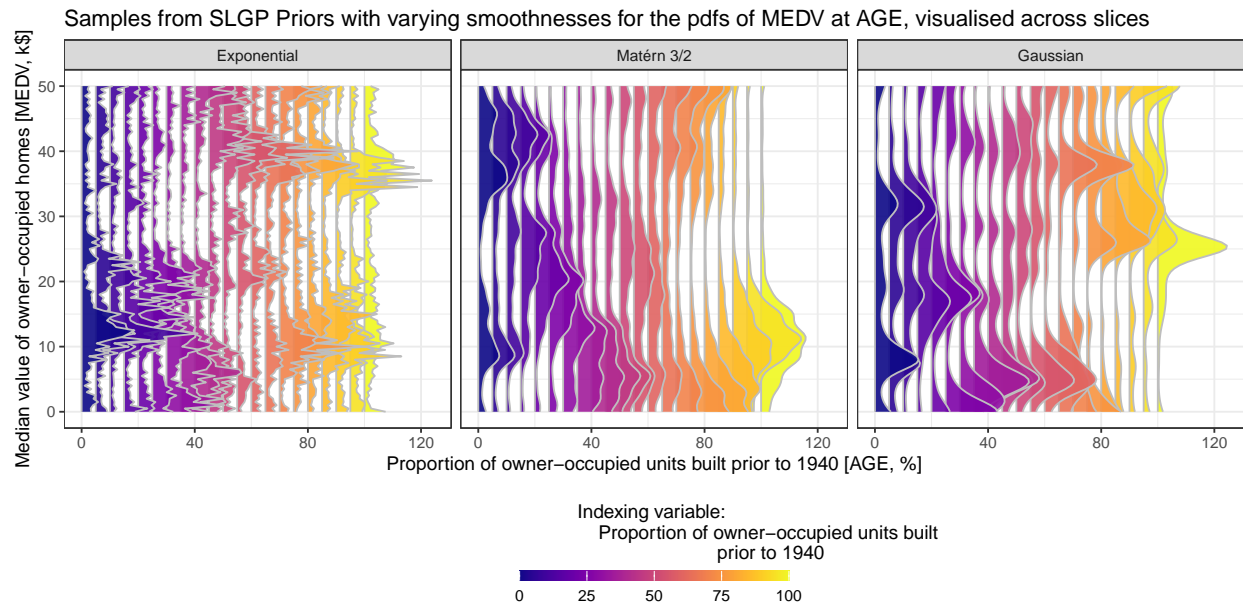 Samples from SLGP Priors with varying smoothnesses for the pdfs of MEDV at AGE, visualised across slices
Exponential
Matérn 3/2
Gaussian
Median value of owner−occupied homes [MEDV, k$]
50
40
30
20
10
0
0 40 80 120
0 40 80 120
0 40 80 120
Proportion of owner−occupied units built prior to 1940 [AGE, %]
Indexing variable:
Proportion of owner−occupied units built
prior to 1940
0 25 50 75 100